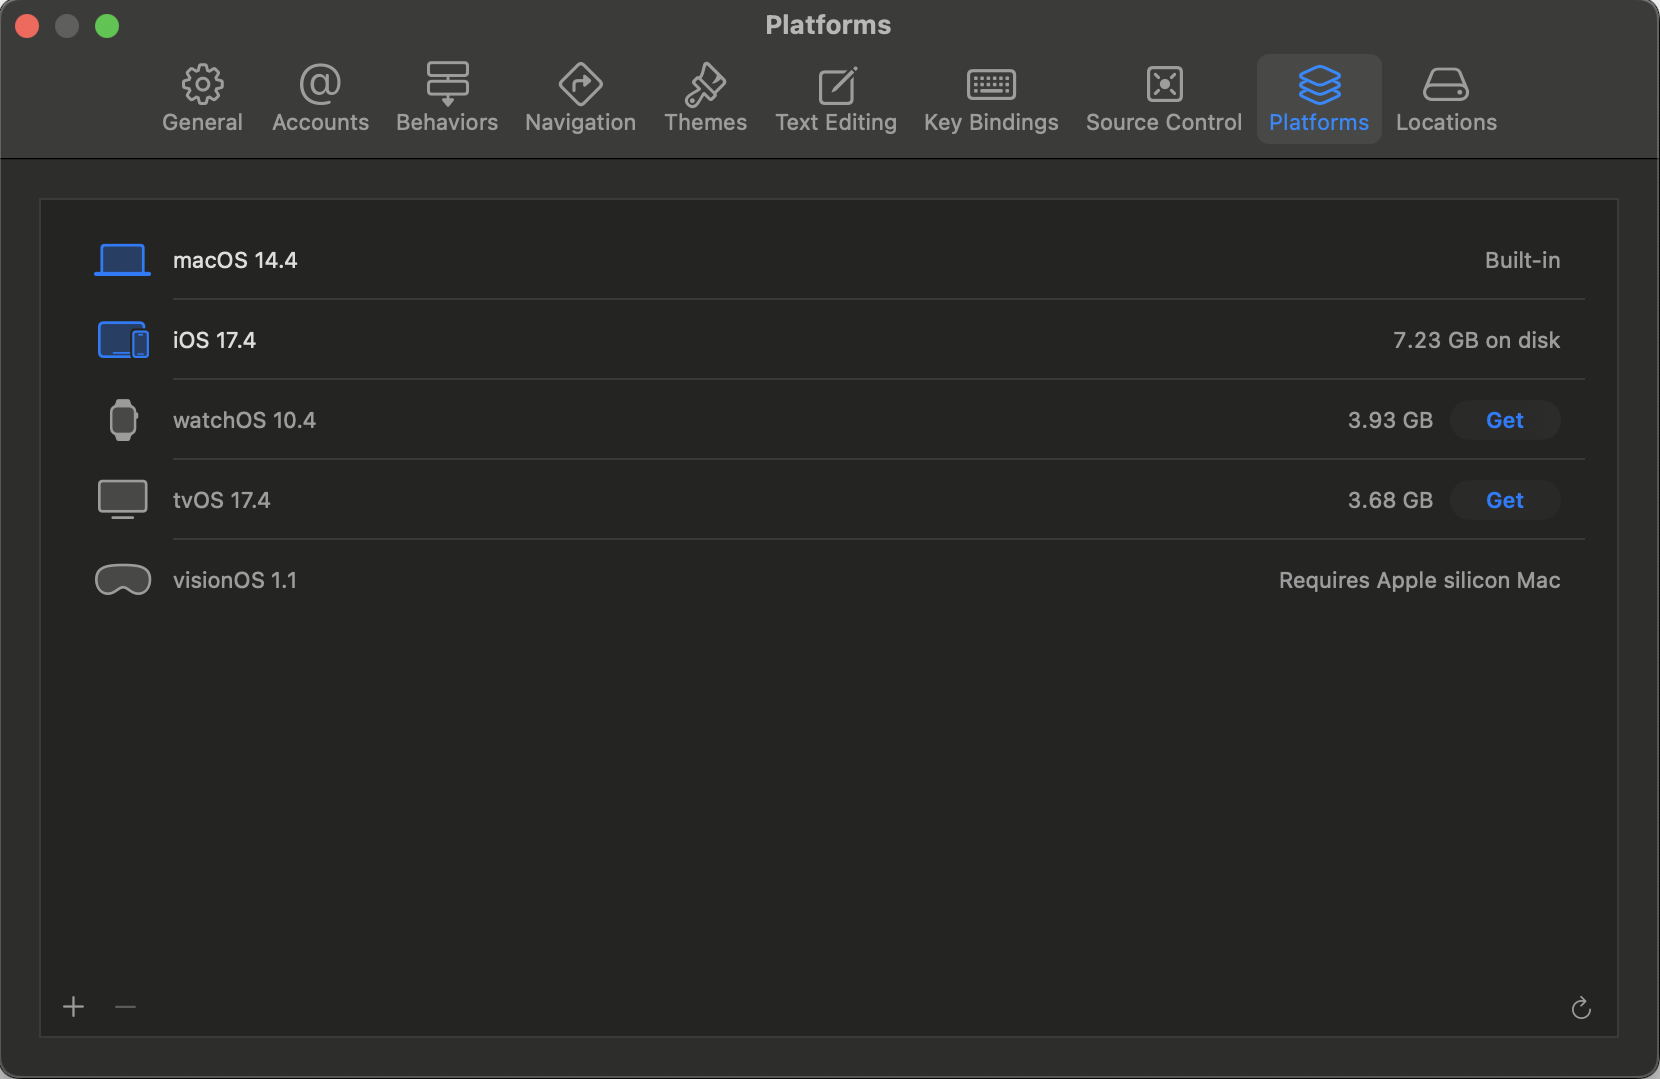 Platforms
General Accounts Behaviors Navigation Themes Text Editing Key Bindings Source Control Platforms Locations
macOS 14.4 Built-in
iOS 17.4 7.23 GB on disk
watchOS 10.4 3.93 GB Get
tvOS 17.4 3.68 GB Get
visionOS 1.1 Requires Apple silicon Mac